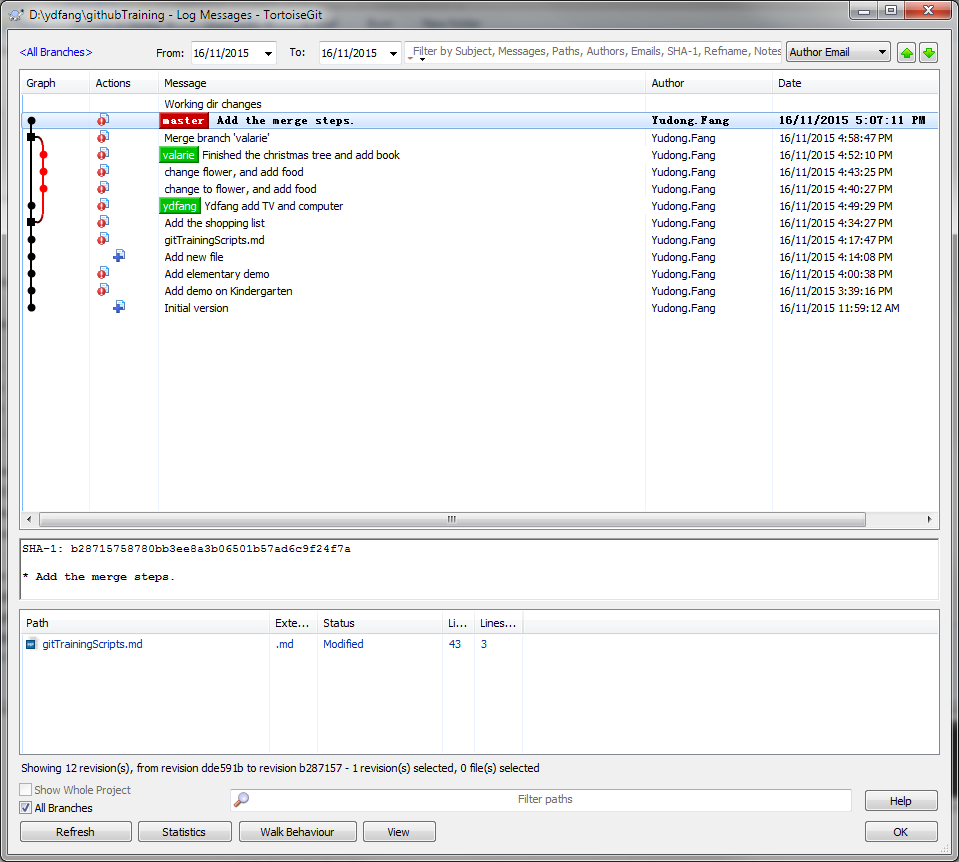 D:\ydfang\githubTraining - Log Messages - TortoiseGit
<All Branches> From: 16/11/2015 To: 16/11/2015 Filter by Subject, Messages, Paths, Authors, Emails, SHA-1, Refname, Notes Author Email
Graph Actions Message Author Date
Working dir changes
master Add the merge steps. Yudong.Fang 16/11/2015 5:07:11 PM
Merge branch 'valarie' Yudong.Fang 16/11/2015 4:58:47 PM
valarie Finished the christmas tree and add book Yudong.Fang 16/11/2015 4:52:10 PM
change flower, and add food Yudong.Fang 16/11/2015 4:43:25 PM
change to flower, and add food Yudong.Fang 16/11/2015 4:40:27 PM
ydfang Ydfang add TV and computer Yudong.Fang 16/11/2015 4:49:29 PM
Add the shopping list Yudong.Fang 16/11/2015 4:34:27 PM
gitTrainingScripts.md Yudong.Fang 16/11/2015 4:17:47 PM
Add new file Yudong.Fang 16/11/2015 4:14:08 PM
Add elementary demo Yudong.Fang 16/11/2015 4:00:38 PM
Add demo on Kindergarten Yudong.Fang 16/11/2015 3:39:16 PM
Initial version Yudong.Fang 16/11/2015 11:59:12 AM
SHA-1: b28715758780bb3ee8a3b06501b57ad6c9f24f7a
* Add the merge steps.
Path Exte... Status Li... Lines...
gitTrainingScripts.md .md Modified 43 3
Showing 12 revision(s), from revision dde591b to revision b287157 - 1 revision(s) selected, 0 file(s) selected
Show Whole Project
All Branches
Filter paths
Help
Refresh Statistics Walk Behaviour View OK